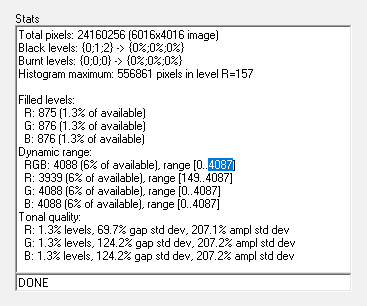 Stats
Total pixels: 24160256 (6016x4016 image)
Black levels: {0;1;2} -> {0%;0%;0%}
Burnt levels: {0;0;0} -> {0%;0%;0%}
Histogram maximum: 556861 pixels in level R=157
Filled levels:
R: 875 (1.3% of available)
G: 876 (1.3% of available)
B: 876 (1.3% of available)
Dynamic range:
RGB: 4088 (6% of available), range [0..4087]
R: 3939 (6% of available), range [149..4087]
G: 4088 (6% of available), range [0..4087]
B: 4088 (6% of available), range [0..4087]
Tonal quality:
R: 1.3% levels, 69.7% gap std dev, 207.1% ampl std dev
G: 1.3% levels, 124.2% gap std dev, 207.2% ampl std dev
B: 1.3% levels, 124.2% gap std dev, 207.2% ampl std dev
DONE